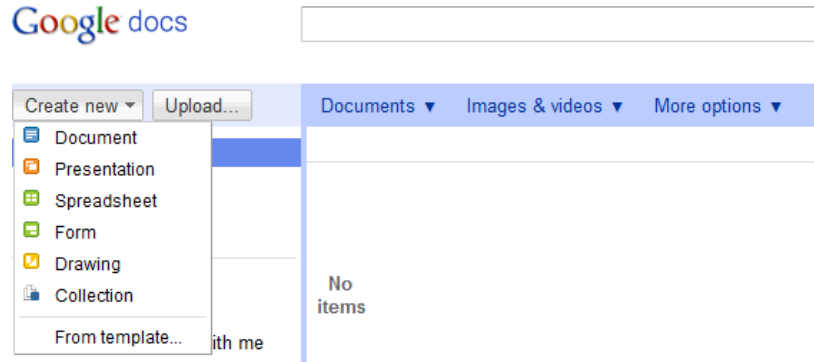 Google docs
Create new Upload... Documents Images & videos More options
Document
Presentation
Spreadsheet
Form
Drawing
Collection
From template...
No
items
ith me